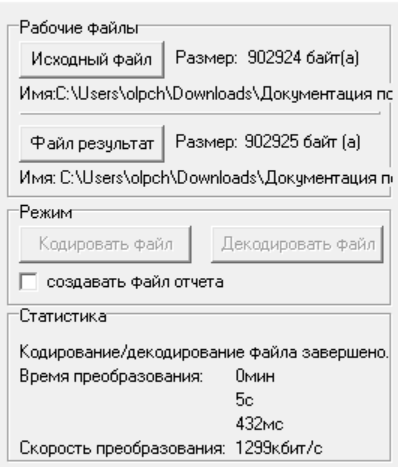 Рабочие файлы
Исходный файл Размер: 902924 байт(а)
Имя:C:\Users\olpch\Downloads\Документация по
Файл результат Размер: 902925 байт (а)
Имя: C:\Users\olpch\Downloads\Документация п
Режим
Кодировать файл Декодировать файл
создавать файл отчета
Статистика
Кодирование/декодирование файла завершено.
Время преобразования: 0мин
5с
432мс
Скорость преобразования: 1299кбит/с